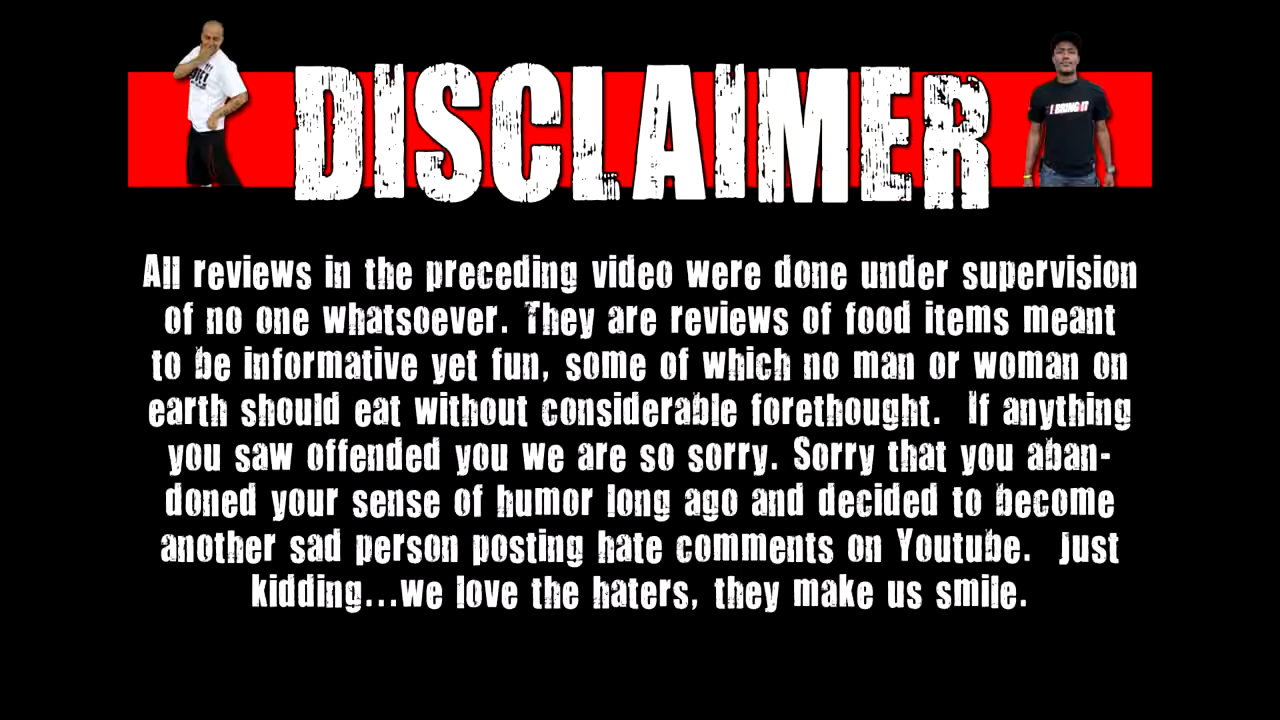 DISCLAIMER
I BRING IT
All reviews in the preceding video were done under supervision
of no one whatsoever. They are reviews of food items meant
to be informative yet fun, some of which no man or woman on
earth should eat without considerable forethought. If anything
you saw offended you we are so sorry. Sorry that you aban-
doned your sense of humor long ago and decided to become
another sad person posting hate comments on Youtube. Just
kidding...we love the haters, they make us smile.